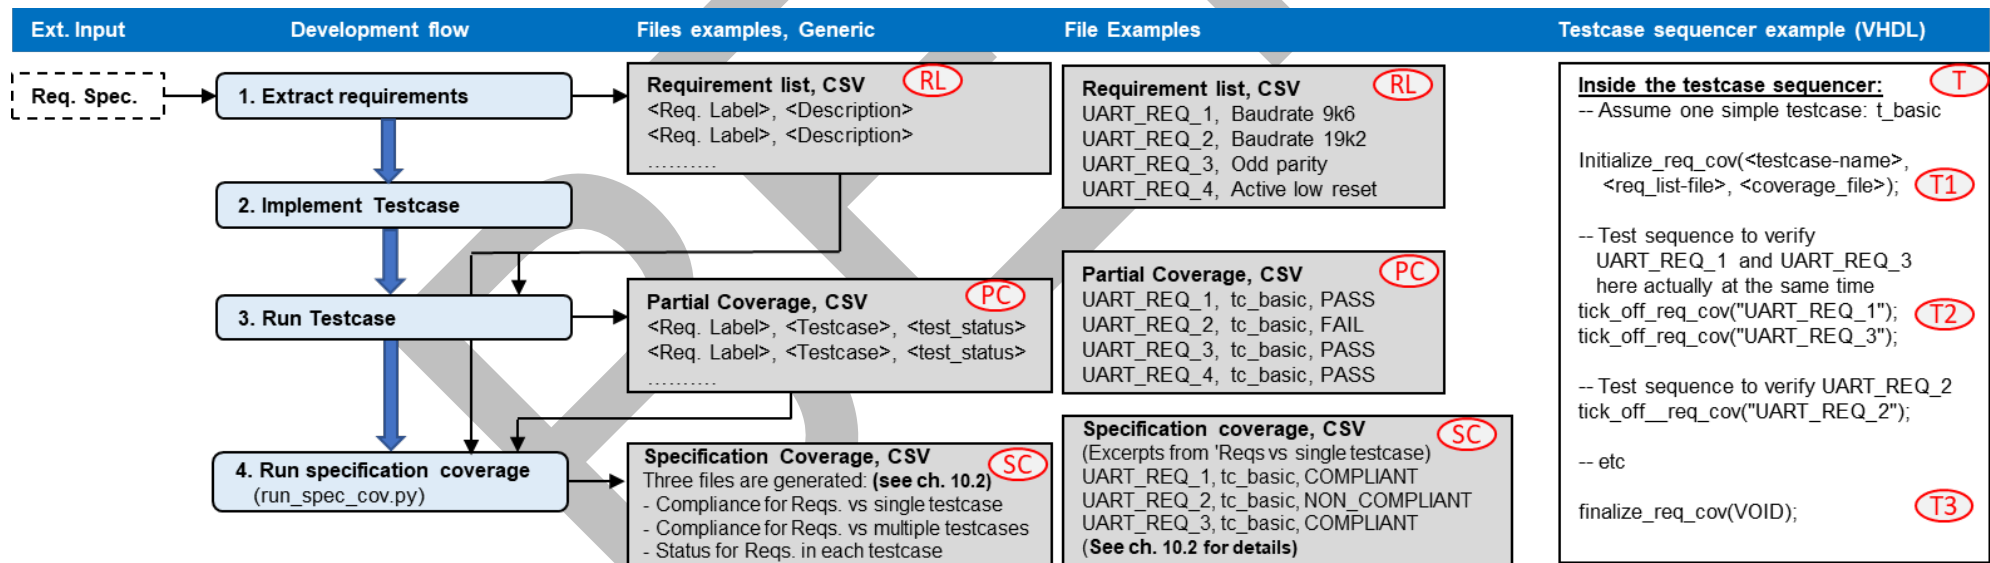 Ext. Input
Development flow
Files examples, Generic
File Examples
Testcase sequencer example (VHDL)
Req. Spec.
1. Extract requirements
2. Implement Testcase
3. Run Testcase
4. Run specification coverage
(run_spec_cov.py)
Requirement list, CSV
RL
<Req. Label>, <Description>
<Req. Label>, <Description>
..........
Partial Coverage, CSV
PC
<Req. Label>, <Testcase>, <test_status>
<Req. Label>, <Testcase>, <test_status>
..........
Specification Coverage, CSV
SC
Three files are generated: (see ch. 10.2)
- Compliance for Reqs. vs single testcase
- Compliance for Reqs. vs multiple testcases
- Status for Reqs. in each testcase
Requirement list, CSV
RL
UART_REQ_1, Baudrate 9k6
UART_REQ_2, Baudrate 19k2
UART_REQ_3, Odd parity
UART_REQ_4, Active low reset
Partial Coverage, CSV
PC
UART_REQ_1, tc_basic, PASS
UART_REQ_2, tc_basic, FAIL
UART_REQ_3, tc_basic, PASS
UART_REQ_4, tc_basic, PASS
Specification coverage, CSV
SC
(Excerpts from 'Reqs vs single testcase)
UART_REQ_1, tc_basic, COMPLIANT
UART_REQ_2, tc_basic, NON_COMPLIANT
UART_REQ_3, tc_basic, COMPLIANT
(See ch. 10.2 for details)
Inside the testcase sequencer:
T
-- Assume one simple testcase: t_basic
Initialize_req_cov(<testcase-name>,
<req_list-file>, <coverage_file>);
T1
-- Test sequence to verify
UART_REQ_1 and UART_REQ_3
here actually at the same time
tick_off_req_cov("UART_REQ_1");
T2
tick_off_req_cov("UART_REQ_3");
-- Test sequence to verify UART_REQ_2
tick_off__req_cov("UART_REQ_2");
-- etc
finalize_req_cov(VOID);
T3